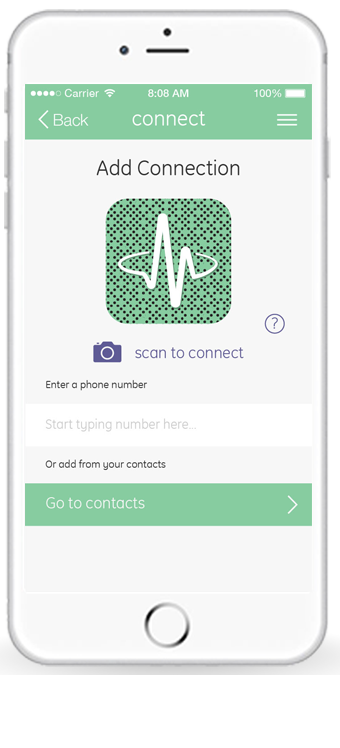 Carrier 8:08 AM 100%
Back connect
Add Connection
?
scan to connect
Enter a phone number
Start typing number here...
Or add from your contacts
Go to contacts